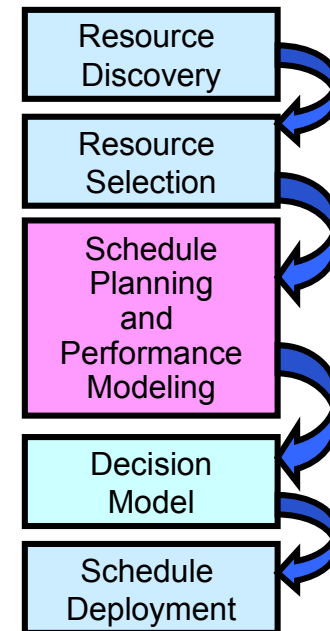 Resource
Discovery
Resource
Selection
Schedule
Planning
and
Performance
Modeling
Decision
Model
Schedule
Deployment